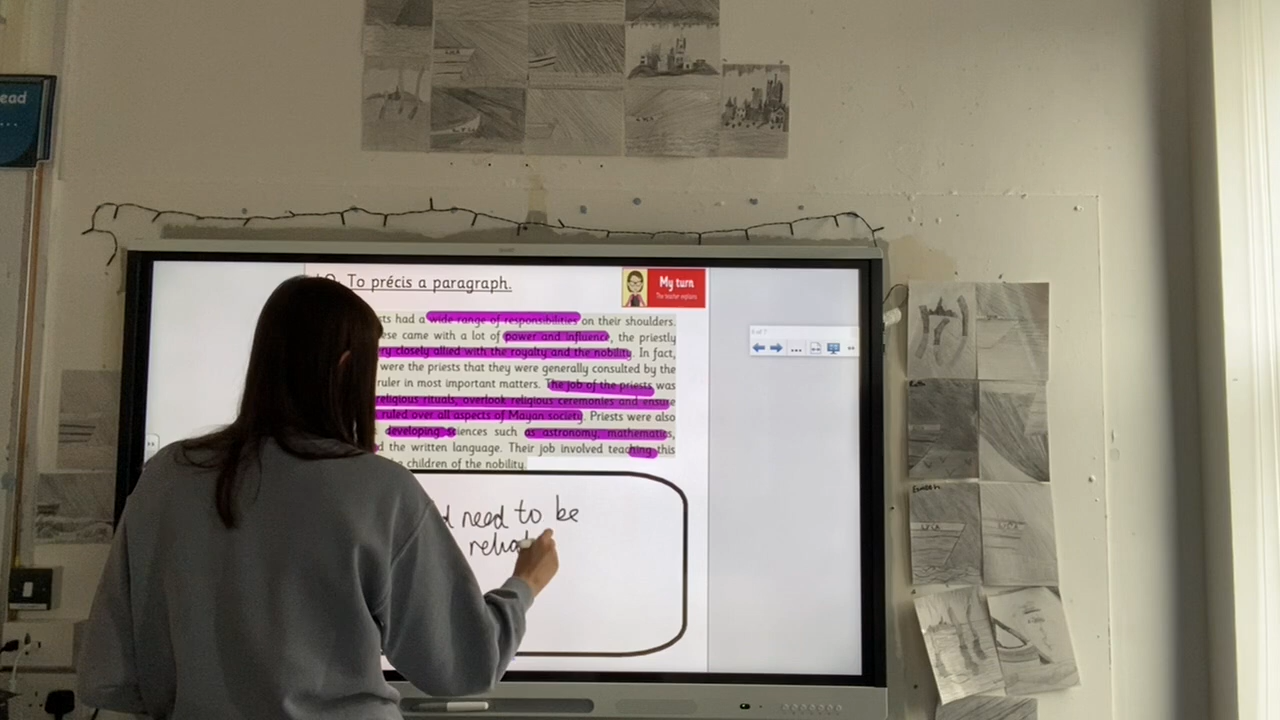 ead
...
LO: To précis a paragraph.
My turn
The teacher explains
sts had a wide range of responsibilities on their shoulders.
ese came with a lot of power and influence, the priestly
ry closely allied with the royalty and the nobility. In fact,
were the priests that they were generally consulted by the
ruler in most important matters. The job of the priests was
religious rituals, overlook religious ceremonies and ensure
ruled over all aspects of Mayan society. Priests were also
developing sciences such as astronomy, mathematics,
d the written language. Their job involved teaching this
e children of the nobility.
6 of 7
d need to be